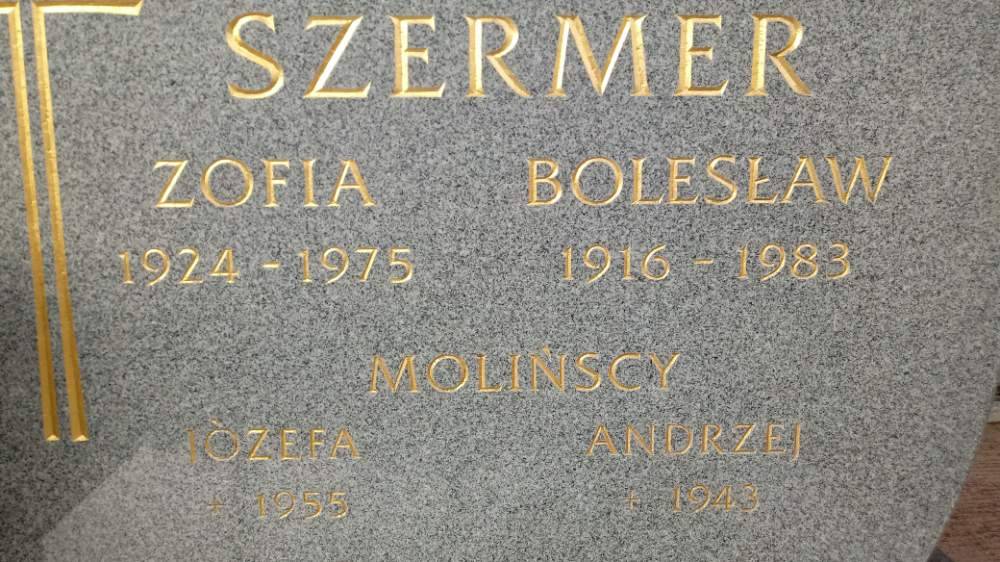 SZERMER
ZOFIA BOLESŁAW
1924 - 1975 1916 - 1983
MOLIŃSCY
JÒZEFA ANDRZEJ
+ 1955 + 1943